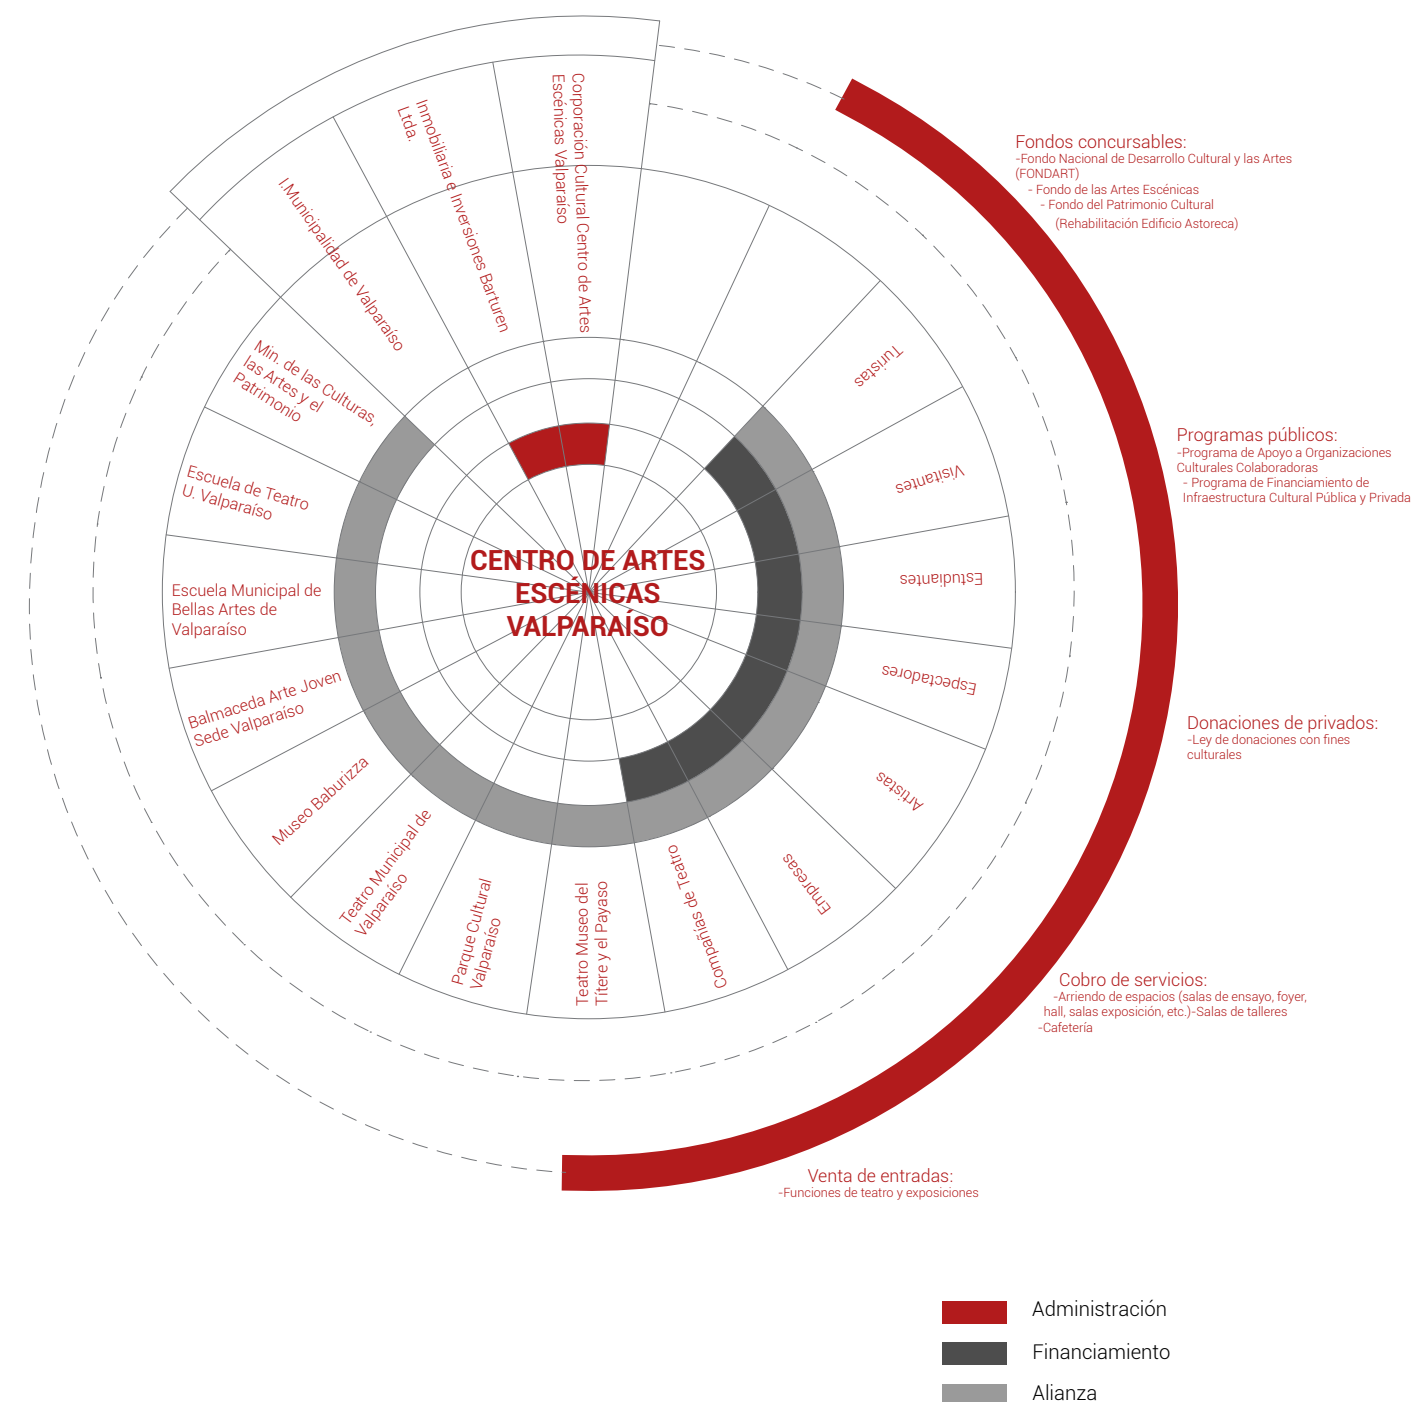 CENTRO DE ARTES
ESCÉNICAS
VALPARAÍSO
Corporación Cultural Centro de Artes
Escénicas Valparaíso
Inmobiliaria e Inversiones Barturen
Ltda.
I.Municipalidad de Valparaíso
Min. de las Culturas,
las Artes y el
Patrimonio
Escuela de Teatro
U. Valparaíso
Escuela Municipal de
Bellas Artes de
Valparaíso
Balmaceda Arte Joven
Sede Valparaiso
Museo Baburizza
Teatro Municipal de
Valparaíso
Parque Cultural
Valparaíso
Teatro Museo del
Títere y el Payaso
Compañias de Teatro
Empresas
Artistas
Espectadores
Estudiantes
Visitantes
Turistas
Fondos concursables:
-Fondo Nacional de Desarrollo Cultural y las Artes
(FONDART)
- Fondo de las Artes Escénicas
- Fondo del Patrimonio Cultural
(Rehabilitación Edificio Astoreca)
Programas públicos:
-Programa de Apoyo a Organizaciones
Culturales Colaboradoras
- Programa de Financiamiento de
Infraestructura Cultural Pública y Privada
Donaciones de privados:
-Ley de donaciones con fines
culturales
Cobro de servicios:
-Arriendo de espacios (salas de ensayo, foyer,
hall, salas exposición, etc.)-Salas de talleres
-Cafetería
Venta de entradas:
-Funciones de teatro y exposiciones
Administración
Financiamiento
Alianza